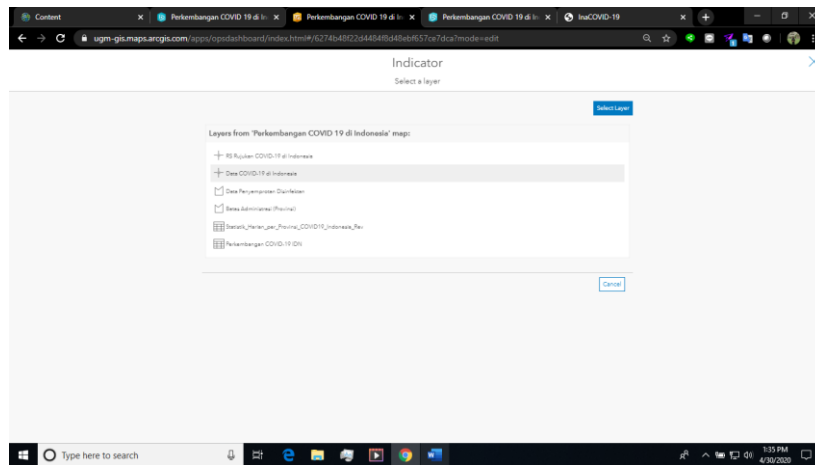 Content
Perkembangan COVID 19 di In
Perkembangan COVID 19 di In
Perkembangan COVID 19 di In
InaCOVID-19
ugm-gis.maps.arcgis.com/apps/opsdashboard/index.html#/6274b48f22d4484f8d48ebf657ce7dca?mode=edit
Indicator
Select a layer
Select Layer
Layers from 'Perkembangan COVID 19 di Indonesia' map:
RS Rujukan COVID-19 di Indonesia
Data COVID-19 di Indonesia
Data Penyemprotan Disinfektan
Batas Administrasi (Provinsi)
Statistik_Harian_per_Provinsi_COVID19_Indonesia_Rev
Perkembangan COVID-19 IDN
Cancel
Type here to search
1:35 PM
4/30/2020